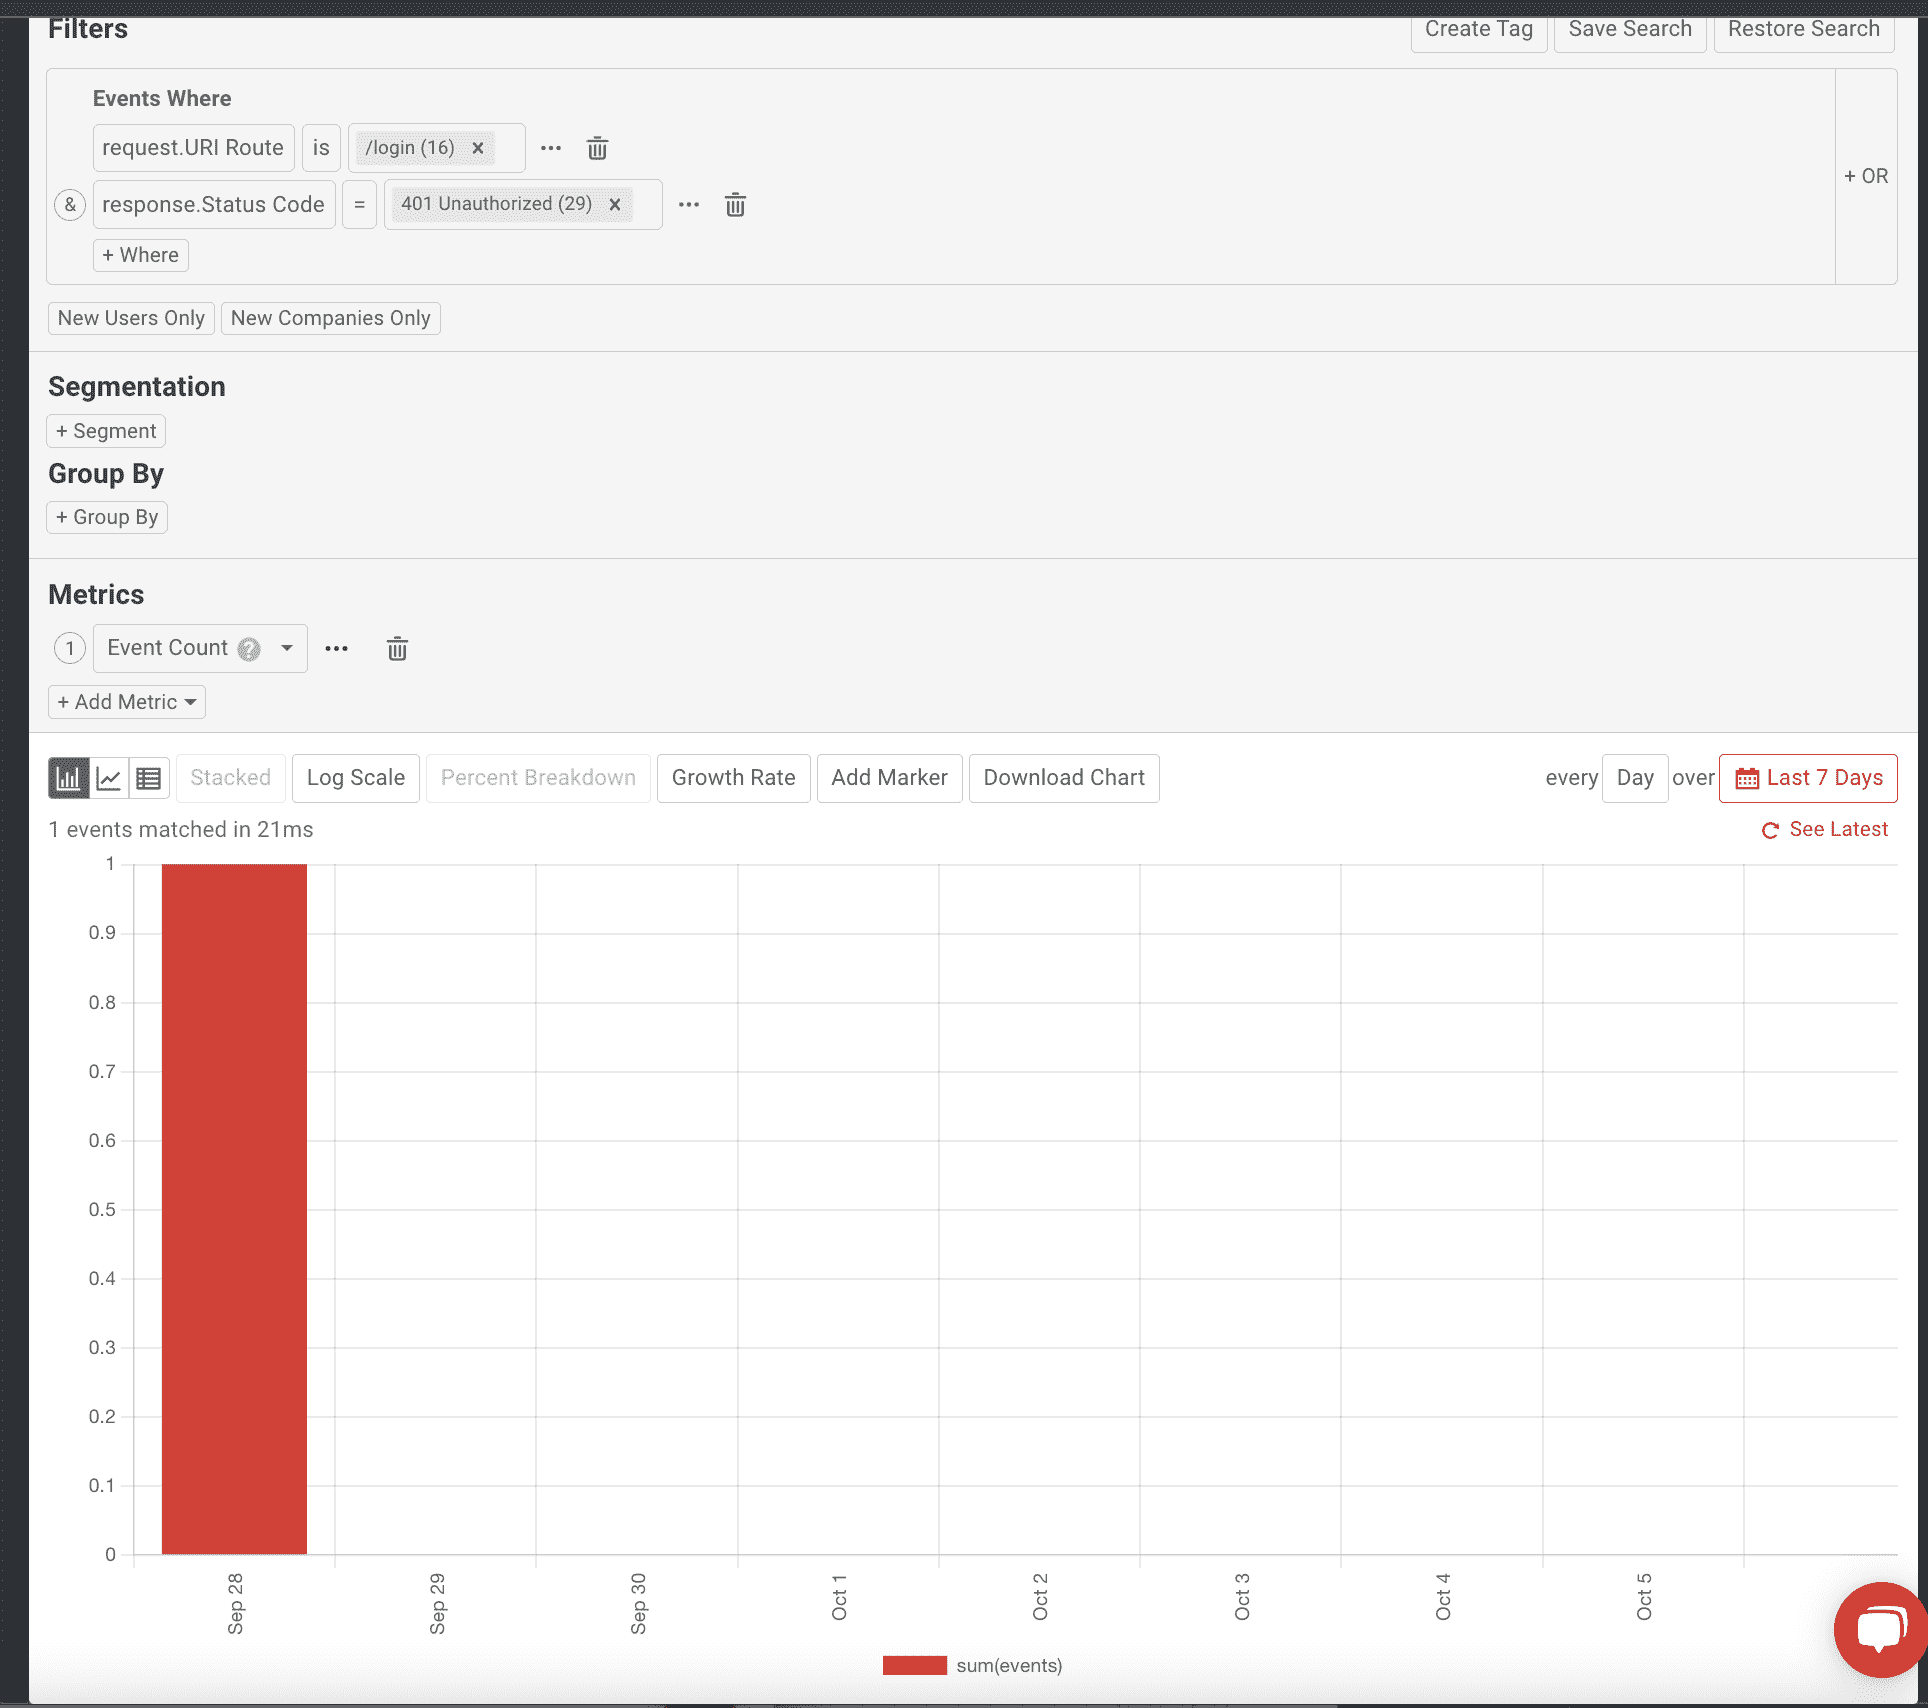 Filters
Create Tag
Save Search
Restore Search
Events Where
request.URI Route is /login (16) × •••
& response.Status Code = 401 Unauthorized (29) × •••
+ OR
+ Where
New Users Only
New Companies Only
Segmentation
+ Segment
Group By
+ Group By
Metrics
1 Event Count ? •••
+ Add Metric
Stacked
Log Scale
Percent Breakdown
Growth Rate
Add Marker
Download Chart
every Day over Last 7 Days
1 events matched in 21ms
See Latest
1
0.9
0.8
0.7
0.6
0.5
0.4
0.3
0.2
0.1
0
Sep 28
Sep 29
Sep 30
Oct 1
Oct 2
Oct 3
Oct 4
Oct 5
sum(events)